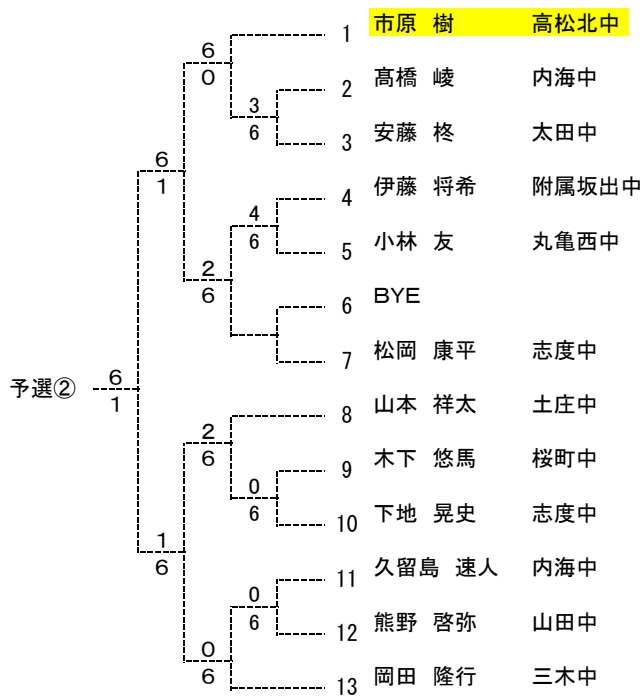 1 市原 樹 高松北中
6
0
2 髙橋 崚 内海中
3
6
3 安藤 柊 太田中
6
1
4 伊藤 将希 附属坂出中
4
6
5 小林 友 丸亀西中
2
6
6 BYE
7 松岡 康平 志度中
予選② 6
1
8 山本 祥太 土庄中
2
6
9 木下 悠馬 桜町中
0
6
10 下地 晃史 志度中
1
6
11 久留島 速人 内海中
0
6
12 熊野 啓弥 山田中
0
6
13 岡田 隆行 三木中